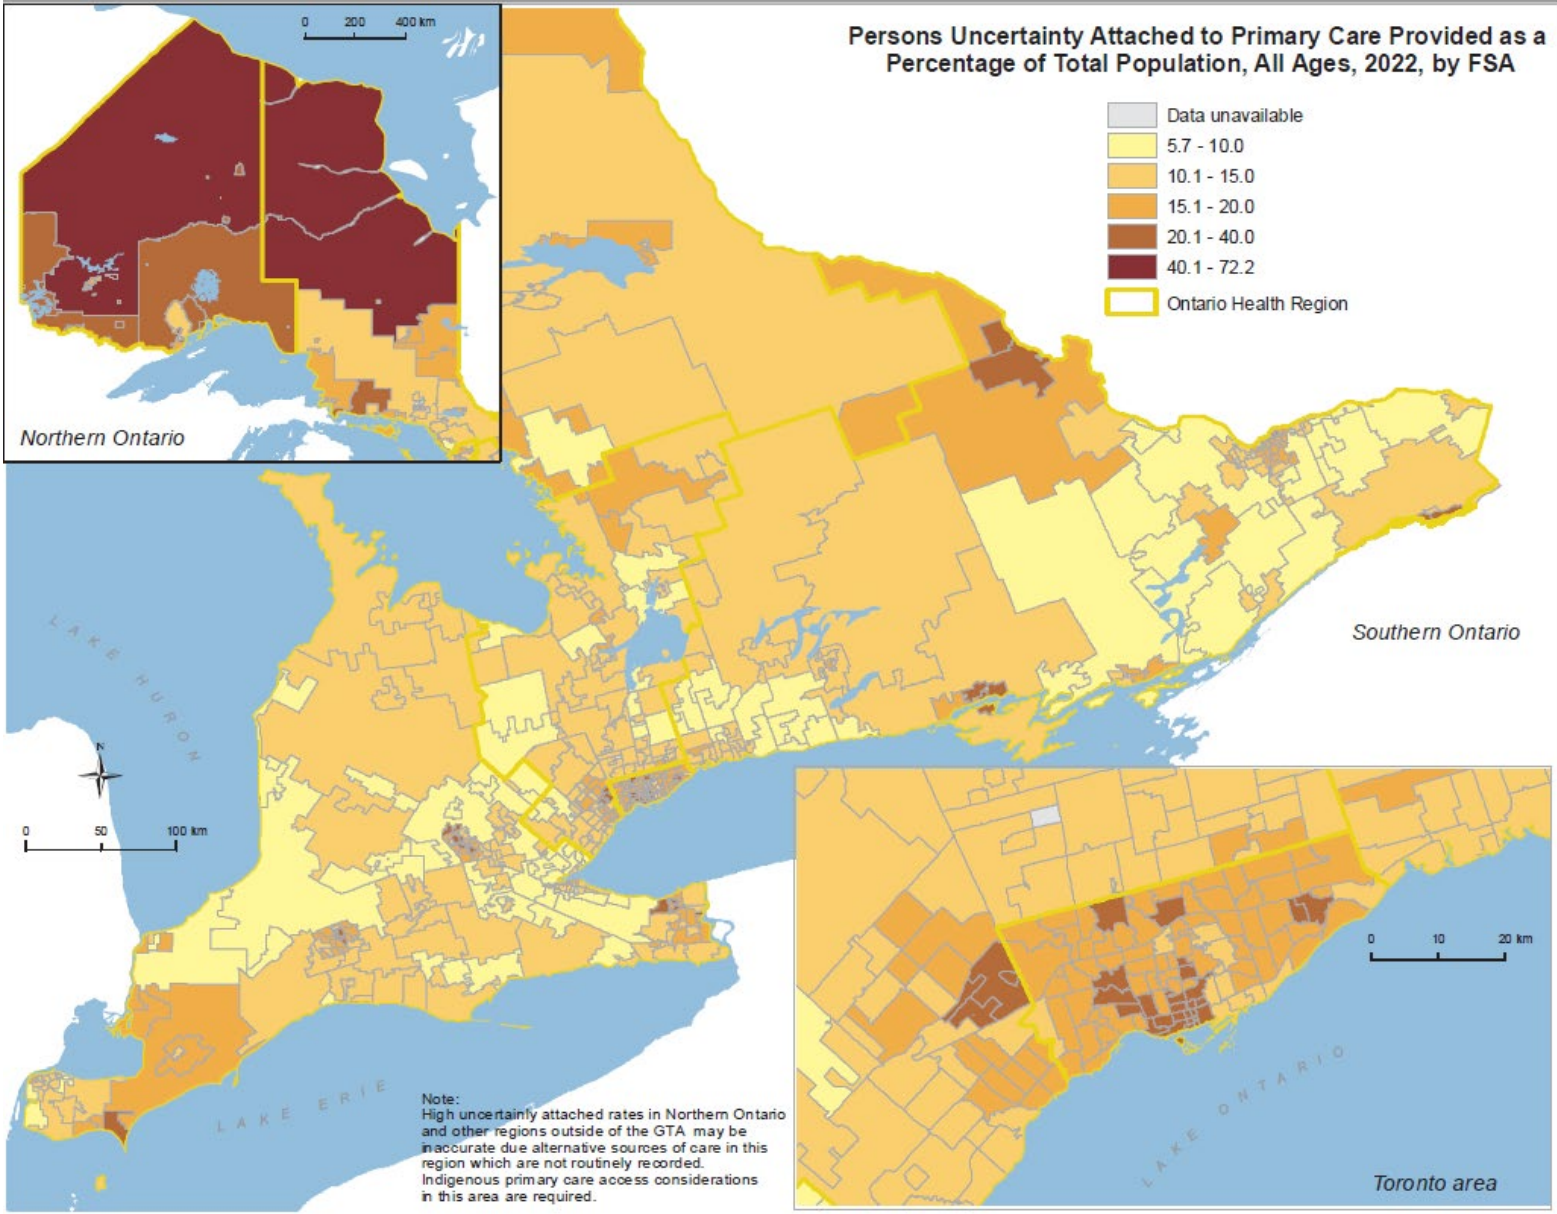 0 200 400 km
Northern Ontario
Persons Uncertainty Attached to Primary Care Provided as a
Percentage of Total Population, All Ages, 2022, by FSA
Data unavailable
5.7 - 10.0
10.1 - 15.0
15.1 - 20.0
20.1 - 40.0
40.1 - 72.2
Ontario Health Region
Southern Ontario
LAKE HURON
N
0 50 100 km
LAKE ERIE
Note:
High uncertainly attached rates in Northern Ontario
and other regions outside of the GTA may be
inaccurate due alternative sources of care in this
region which are not routinely recorded.
Indigenous primary care access considerations
in this area are required.
0 10 20 km
LAKE ONTARIO
Toronto area